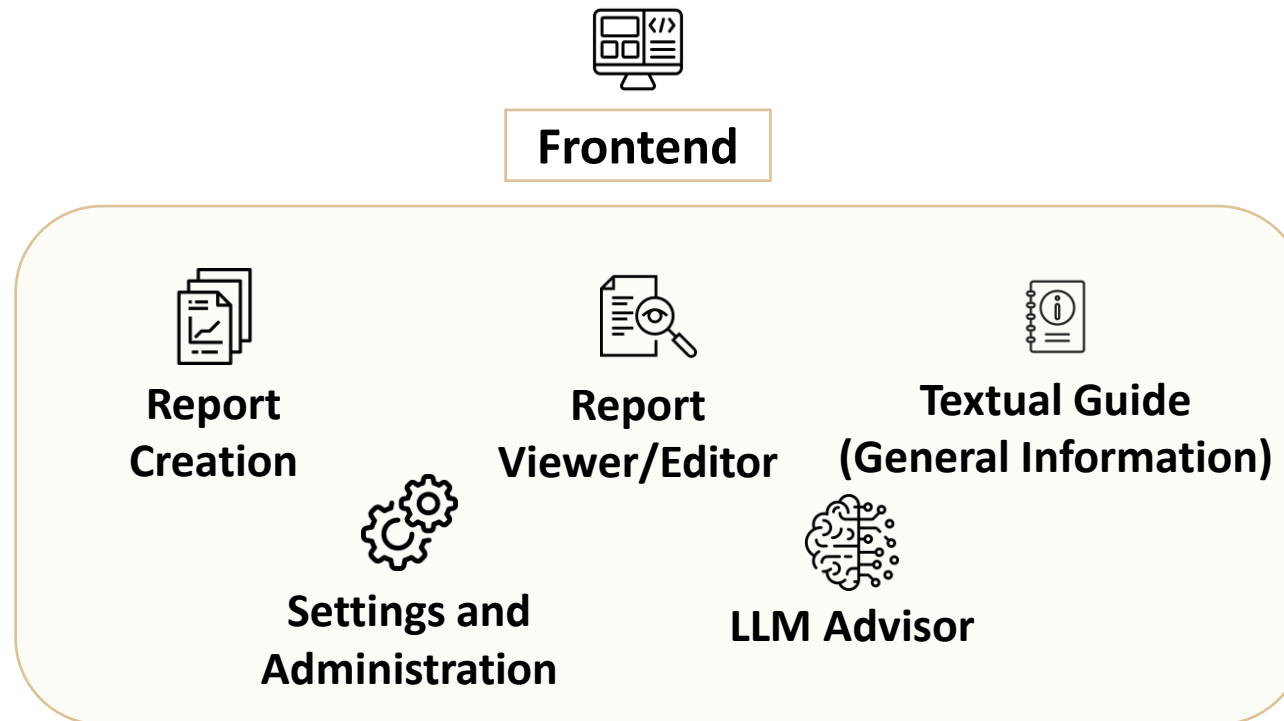 </>
Frontend
Report
Creation
Report
Viewer/Editor
Textual Guide
(General Information)
Settings and
Administration
LLM Advisor